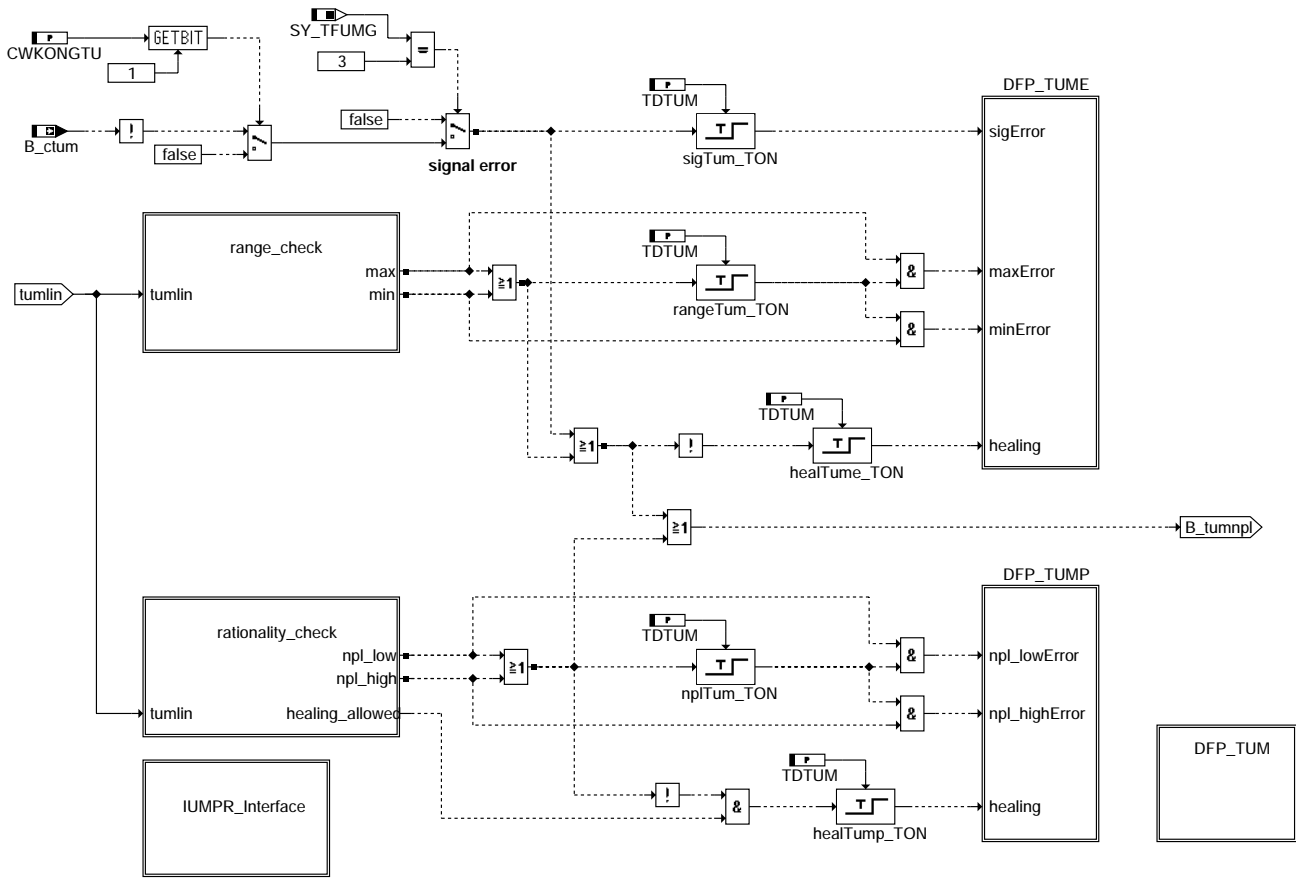 SY_TFUMG
P
GETBIT
CWKONGTU
=
3
1
DFP_TUME
P
TDTUM
false
T
B_ctum
!
sigError
false
signal error
sigTum_TON
range_check
P
TDTUM
max
&
maxError
tumlin
tumlin
min
≥1
T
rangeTum_TON
&
minError
P
TDTUM
≥1
!
T
healing
healTume_TON
≥1
B_tumnpl
DFP_TUMP
rationality_check
P
TDTUM
npl_low
&
npl_lowError
≥1
T
npl_high
nplTum_TON
tumlin
healing_allowed
&
npl_highError
DFP_TUM
P
TDTUM
IUMPR_Interface
!
&
T
healing
healTump_TON